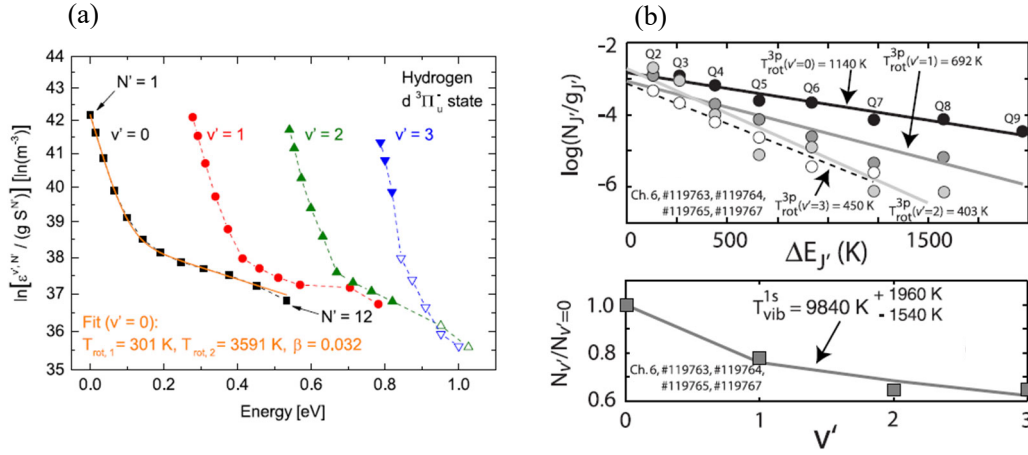 (a)
44
43
42
41
40
39
38
37
36
35
ln[ε^v',N' / (g S^N')] [ln(m⁻³)]
N' = 1
Hydrogen
d ³Π_u⁻ state
v' = 0
v' = 1
v' = 2
v' = 3
N' = 12
Fit (v' = 0):
T_rot, 1 = 301 K, T_rot, 2 = 3591 K, β = 0.032
0.0 0.2 0.4 0.6 0.8 1.0
Energy [eV]
(b)
-2
-4
-6
log(N_J'/g_J')
Q2
Q3
Q4
Q5
Q6
Q7
Q8
Q9
T_rot^3p(v'=0) = 1140 K
T_rot^3p(v'=1) = 692 K
Ch. 6, #119763, #119764,
#119765, #119767
T_rot^3p(v'=3) = 450 K
T_rot^3p(v'=2) = 403 K
0 500 1500
ΔE_J' (K)
1.0
0.8
0.6
N_v'/N_v'=0
T_vib^1s = 9840 K + 1960 K
- 1540 K
Ch. 6, #119763, #119764,
#119765, #119767
0 1 2 3
v'